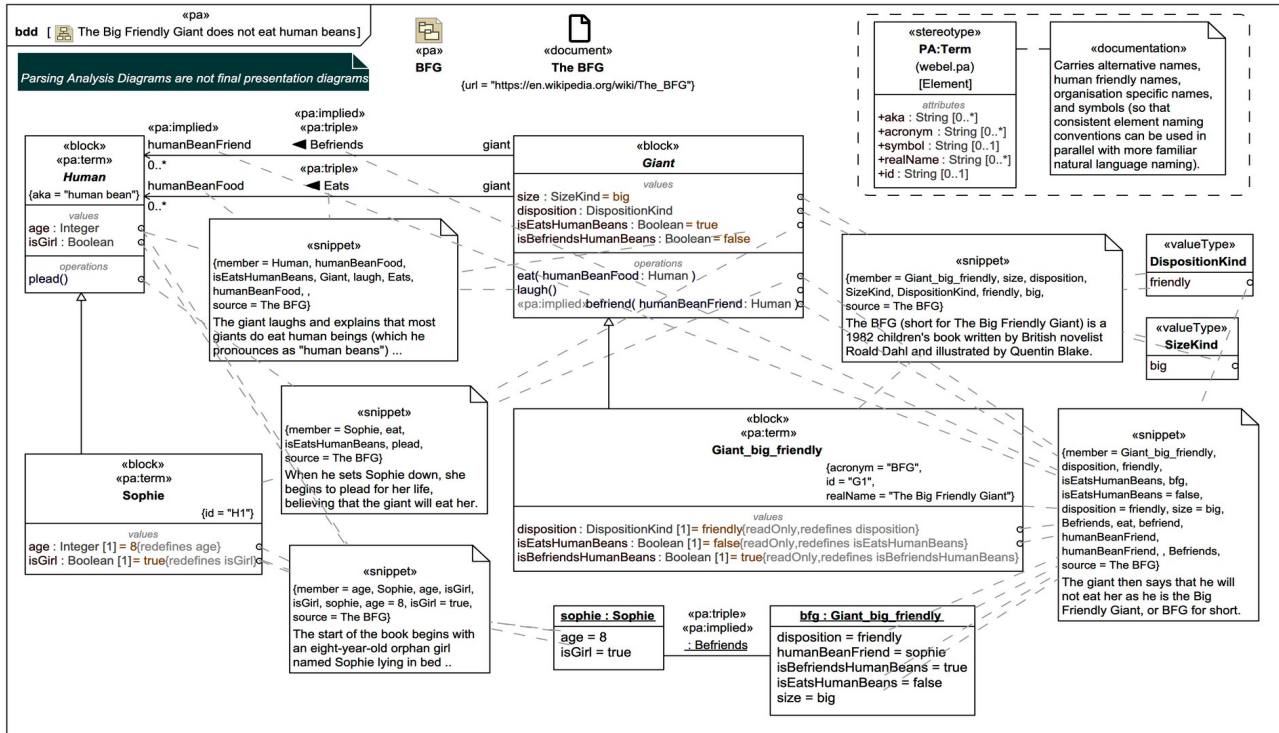 «pa»
bdd [ The Big Friendly Giant does not eat human beans]
Parsing Analysis Diagrams are not final presentation diagrams
«pa»
BFG
«document»
The BFG
{url = "https://en.wikipedia.org/wiki/The_BFG"}
«stereotype»
PA:Term
(webel.pa)
[Element]
attributes
+aka : String [0..*]
+acronym : String [0..*]
+symbol : String [0..1]
+realName : String [0..*]
+id : String [0..1]
«documentation»
Carries alternative names,
human friendly names,
organisation specific names,
and symbols (so that
consistent element naming
conventions can be used in
parallel with more familiar
natural language naming).
«block»
«pa:term»
Human
{aka = "human bean"}
values
age : Integer
isGirl : Boolean
operations
plead()
«pa:implied»
humanBeanFriend
0..*
«pa:implied»
«pa:triple»
Befriends
giant
humanBeanFood
0..*
«pa:triple»
Eats
giant
«block»
Giant
values
size : SizeKind = big
disposition : DispositionKind
isEatsHumanBeans : Boolean = true
isBefriendsHumanBeans : Boolean = false
operations
eat( humanBeanFood : Human )
laugh()
«pa:implied»befriend( humanBeanFriend : Human )
«snippet»
{member = Human, humanBeanFood,
isEatsHumanBeans, Giant, laugh, Eats,
humanBeanFood, ,
source = The BFG}
The giant laughs and explains that most
giants do eat human beings (which he
pronounces as "human beans") ...
«snippet»
{member = Giant_big_friendly, size, disposition,
SizeKind, DispositionKind, friendly, big,
source = The BFG}
The BFG (short for The Big Friendly Giant) is a
1982 children's book written by British novelist
Roald Dahl and illustrated by Quentin Blake.
«valueType»
DispositionKind
friendly
«valueType»
SizeKind
big
«snippet»
{member = Sophie, eat,
isEatsHumanBeans, plead,
source = The BFG}
When he sets Sophie down, she
begins to plead for her life,
believing that the giant will eat her.
«block»
«pa:term»
Giant_big_friendly
{acronym = "BFG",
id = "G1",
realName = "The Big Friendly Giant"}
values
disposition : DispositionKind [1] = friendly{readOnly,redefines disposition}
isEatsHumanBeans : Boolean [1] = false{readOnly,redefines isEatsHumanBeans}
isBefriendsHumanBeans : Boolean [1] = true{readOnly,redefines isBefriendsHumanBeans}
«snippet»
{member = Giant_big_friendly,
disposition, friendly,
isEatsHumanBeans, bfg,
isEatsHumanBeans = false,
disposition = friendly, size = big,
Befriends, eat, befriend,
humanBeanFriend,
humanBeanFriend, , Befriends,
source = The BFG}
The giant then says that he will
not eat her as he is the Big
Friendly Giant, or BFG for short.
«block»
«pa:term»
Sophie
{id = "H1"}
values
age : Integer [1] = 8{redefines age}
isGirl : Boolean [1] = true{redefines isGirl}
«snippet»
{member = age, Sophie, age, isGirl,
isGirl, sophie, age = 8, isGirl = true,
source = The BFG}
The start of the book begins with
an eight-year-old orphan girl
named Sophie lying in bed ..
sophie : Sophie
age = 8
isGirl = true
«pa:triple»
«pa:implied»
: Befriends
bfg : Giant_big_friendly
disposition = friendly
humanBeanFriend = sophie
isBefriendsHumanBeans = true
isEatsHumanBeans = false
size = big